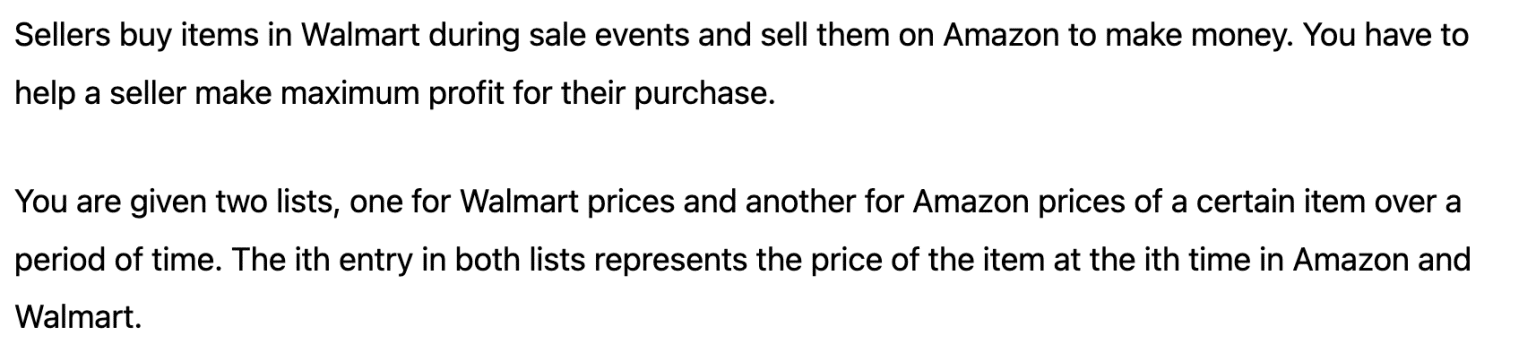 Sellers buy items in Walmart during sale events and sell them on Amazon to make money. You have to
help a seller make maximum profit for their purchase.
You are given two lists, one for Walmart prices and another for Amazon prices of a certain item over a
period of time. The ith entry in both lists represents the price of the item at the ith time in Amazon and
Walmart.